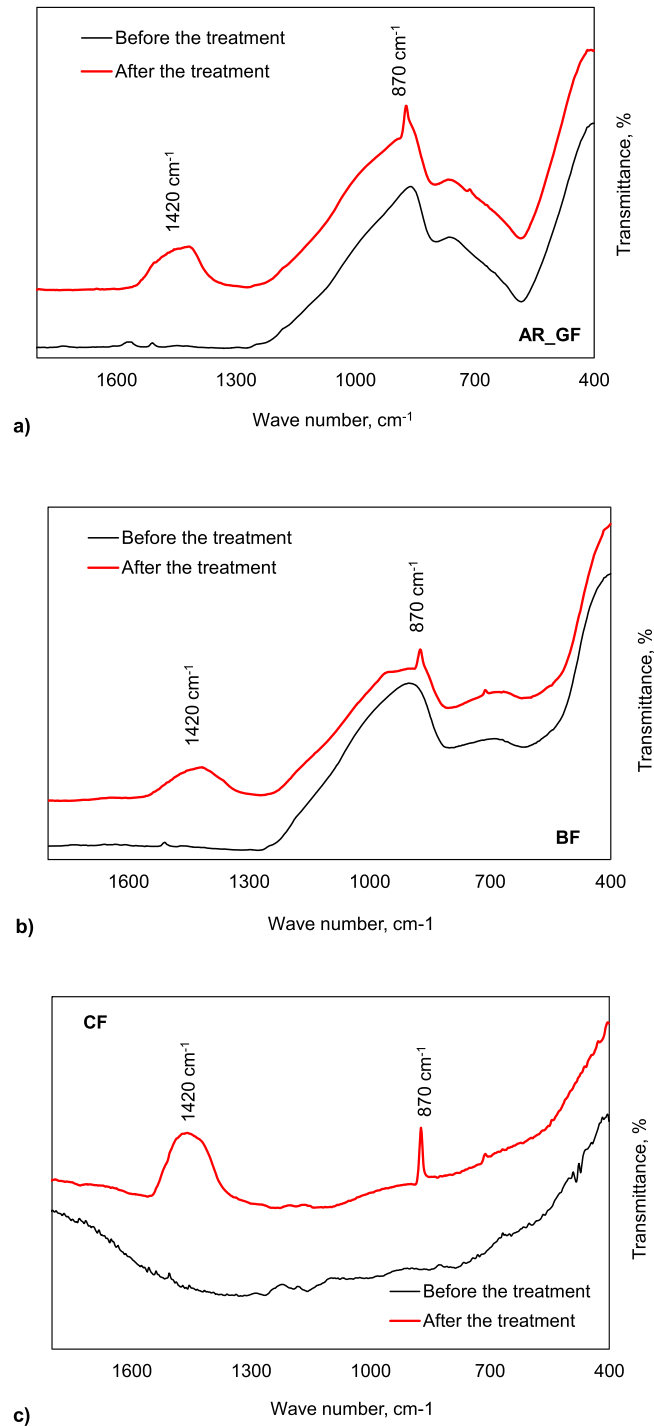 Before the treatment
After the treatment
870 cm-1
1420 cm-1
Transmittance, %
AR_GF
1600 1300 1000 700 400
Wave number, cm-1
a)
Before the treatment
After the treatment
870 cm-1
1420 cm-1
Transmittance, %
BF
1600 1300 1000 700 400
Wave number, cm-1
b)
CF
1420 cm-1
870 cm-1
Transmittance, %
Before the treatment
After the treatment
1600 1300 1000 700 400
Wave number, cm-1
c)